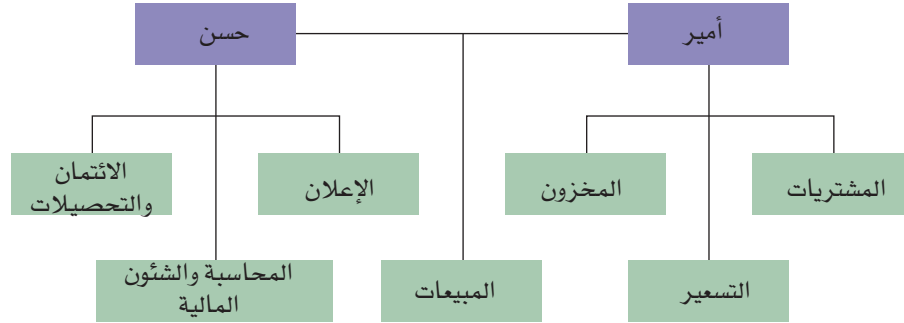 أمير
حسن
المشتريات
المخزون
الإعلان
الائتمان
والتحصيلات
التسعير
المبيعات
المحاسبة والشئون
المالية